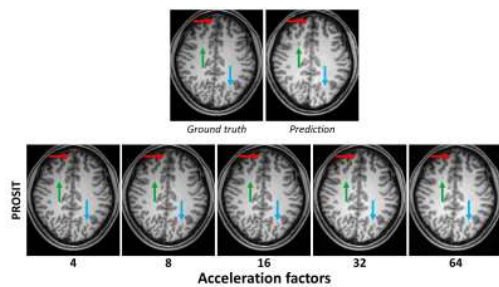 Ground truth Prediction
PROSIT
4 8 16 32 64
Acceleration factors